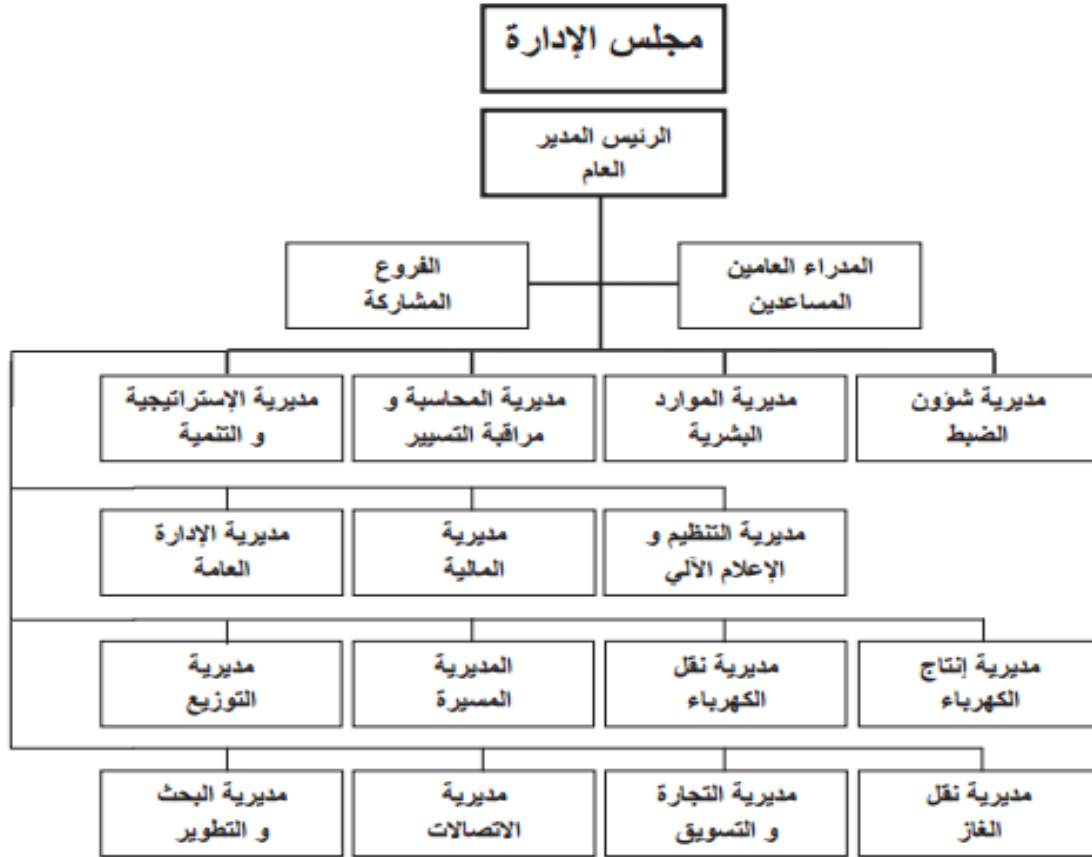 مجلس الإدارة
الرئيس المدير
العام
المدراء العامين
المساعدين
الفروع
المشاركة
مديرية شؤون
الضبط
مديرية الموارد
البشرية
مديرية المحاسبة و
مراقبة التسيير
مديرية الإستراتيجية
و التنمية
مديرية التنظيم و
الإعلام الآلي
مديرية
المالية
مديرية الإدارة
العامة
مديرية إنتاج
الكهرباء
مديرية نقل
الكهرباء
المديرية
المسيرة
مديرية
التوزيع
مديرية نقل
الغاز
مديرية التجارة
و التسويق
مديرية
الاتصالات
مديرية البحث
و التطوير